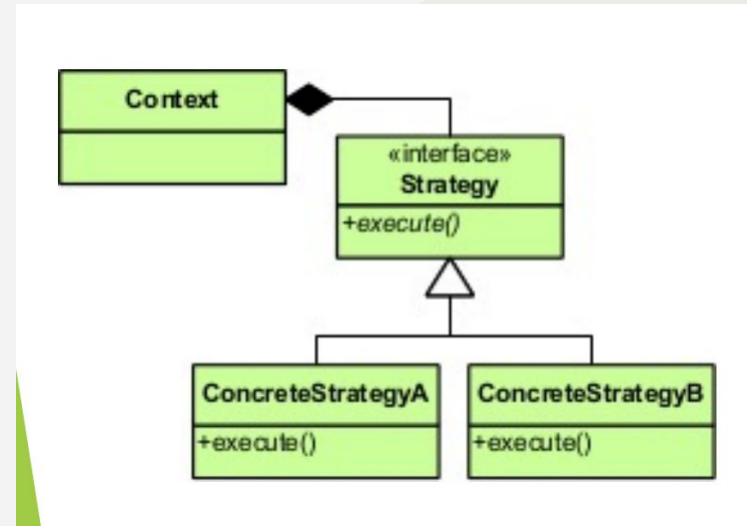 Context
«interface»
Strategy
+execute()
ConcreteStrategyA
+execute()
ConcreteStrategyB
+execute()